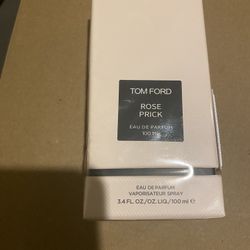 TOM FORD
ROSE
PRICK
EAU DE PARFUM
100 ML
EAU DE PARFUM
VAPORISATEUR SPRAY
3.4 FL. OZ./OZ. LIQ./100 ml ℮